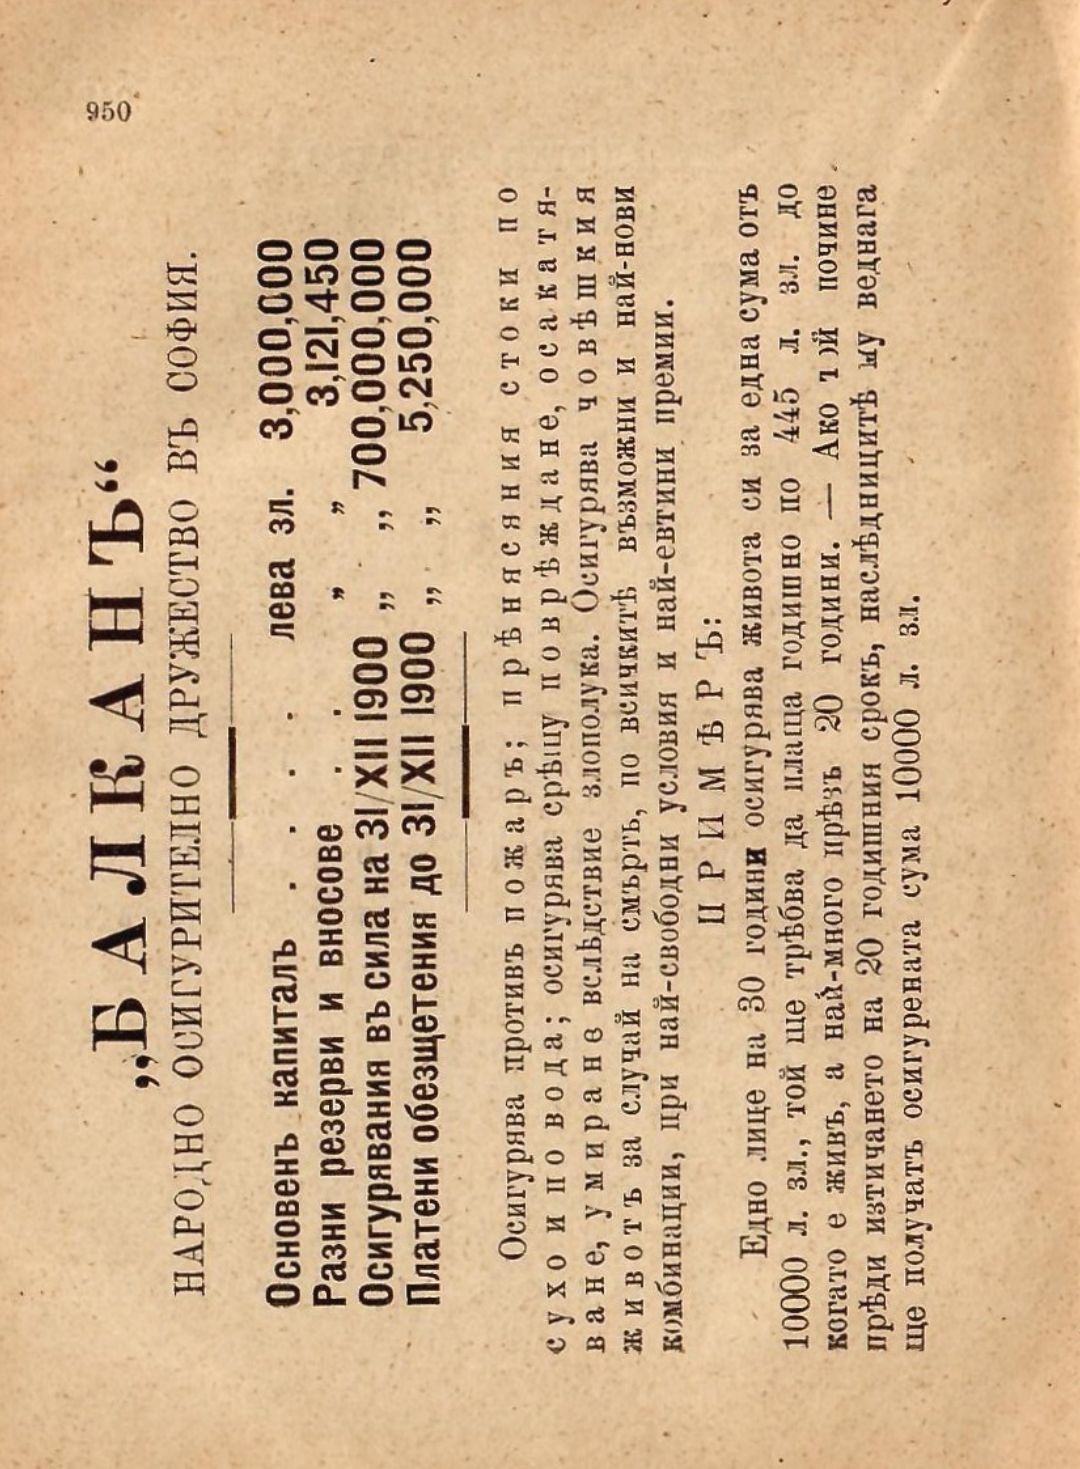 950
„БАЛКАНЪ“
НАРОДНО ОСИГУРИТЕЛНО ДРУЖЕСТВО ВЪ СОФИЯ.
Основенъ капиталъ . . . . лева зл. 3,000,000
Разни резерви и вносове . . „ „ 3,121,450
Осигурявания въ сила на 31/XII 1900 „ „ 700,000,000
Платени обезщетения до 31/XII 1900 „ „ 5,250,000
Осигурява противъ пожаръ; прѣнясяния стоки по
сухо и по вода; осигурява срѣщу поврѣждане, осакатя-
ване, умиране вслѣдствие злополука. Осигурява човѣшкия
животъ за случай на смърть, по всичкитѣ възможни и най-нови
комбинации, при най-свободни условия и най-евтини премии.
ПРИМѢРЪ:
Едно лице на 30 години осигурява живота си за една сума отъ
10000 л. зл., той ще трѣбва да плаща годишно по 445 л. зл. до
когато е живъ, а най-много прѣзъ 20 години. — Ако той почине
прѣди изтичането на 20 годишния срокъ, наслѣдницитѣ му веднага
ще получатъ осигурената сума 10000 л. зл.